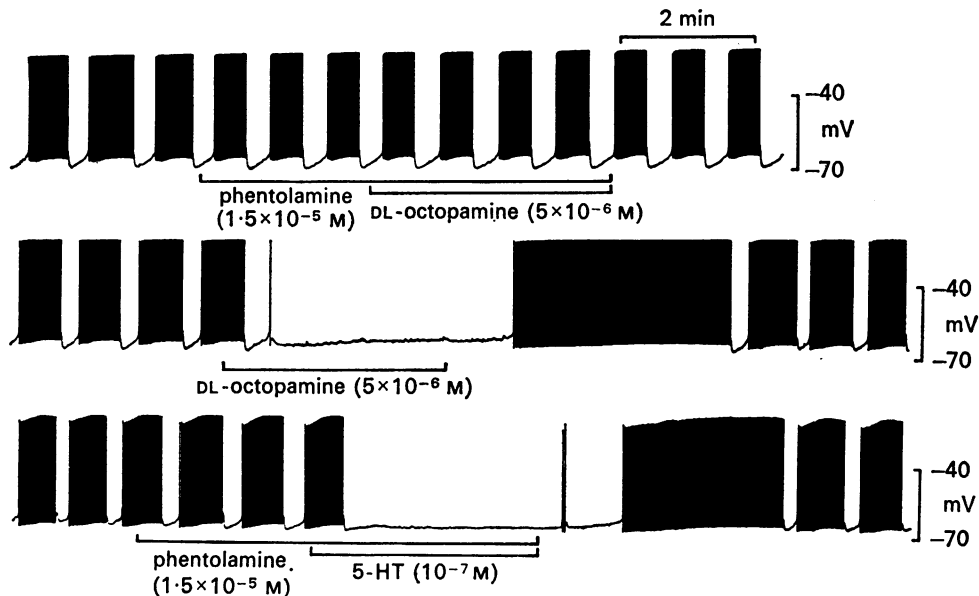 2 min
–40
mV
–70
phentolamine
(1·5×10⁻⁵ M)
DL-octopamine (5×10⁻⁶ M)
–40
mV
–70
DL-octopamine (5×10⁻⁶ M)
–40
mV
–70
phentolamine.
(1·5×10⁻⁵ M)
5-HT (10⁻⁷ M)